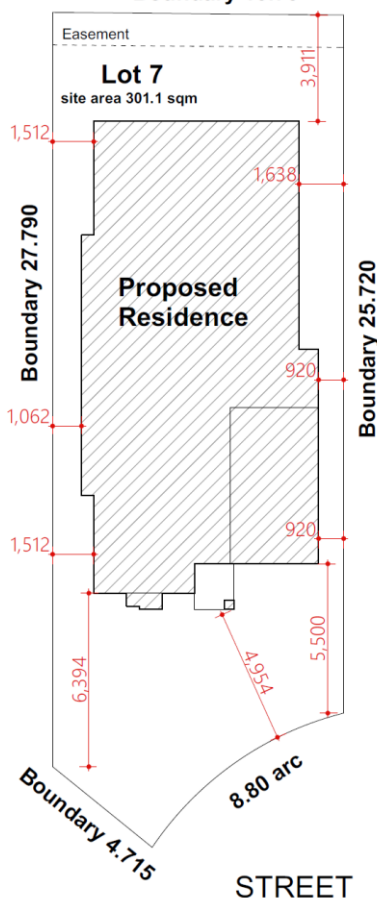 Easement
Lot 7
site area 301.1 sqm
3,911
1,512
1,638
Boundary 27.790
Proposed
Residence
Boundary 25.720
920
1,062
920
1,512
6,394
4,954
5,500
8.80 arc
Boundary 4.715
STREET